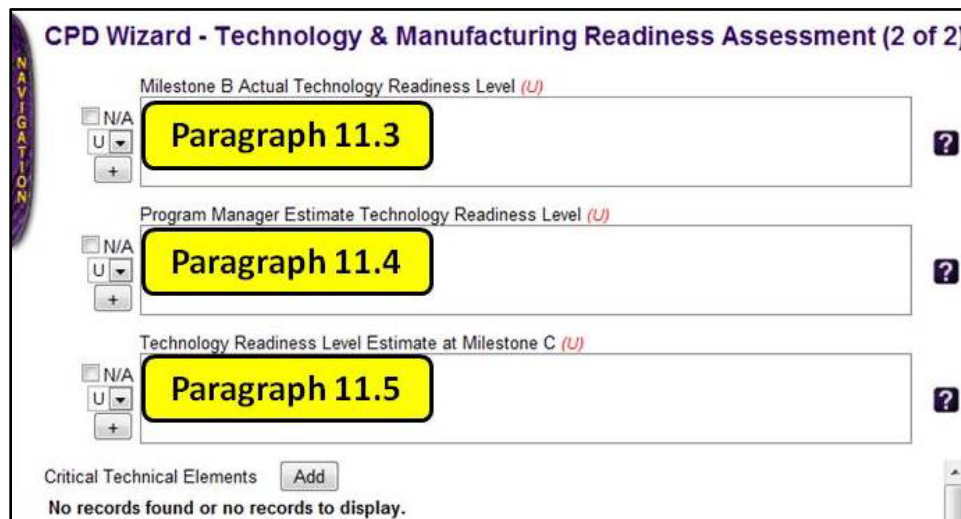 CPD Wizard - Technology & Manufacturing Readiness Assessment (2 of 2)
NAVIGATION
Milestone B Actual Technology Readiness Level (U)
N/A
U
+
Paragraph 11.3
?
Program Manager Estimate Technology Readiness Level (U)
N/A
U
+
Paragraph 11.4
?
Technology Readiness Level Estimate at Milestone C (U)
N/A
U
+
Paragraph 11.5
?
Critical Technical Elements Add
No records found or no records to display.